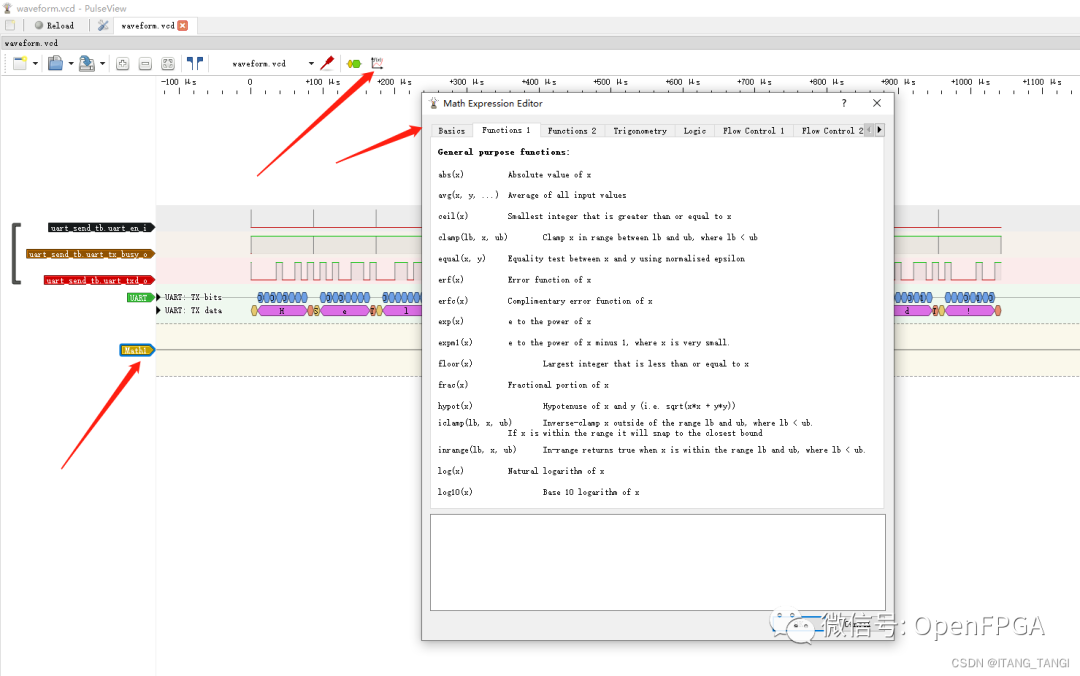 waveform.vcd - PulseView
Reload
waveform.vcd
waveform.vcd
waveform.vcd
-100 μs 0 +100 μs +200 μs +300 μs +400 μs +500 μs +600 μs +700 μs +800 μs +900 μs +1000 μs +1100 μs
Math Expression Editor
Basics Functions 1 Functions 2 Trigonometry Logic Flow Control 1 Flow Control 2
General purpose functions:
abs(x) Absolute value of x
avg(x, y, ...) Average of all input values
ceil(x) Smallest integer that is greater than or equal to x
clamp(lb, x, ub) Clamp x in range between lb and ub, where lb < ub
equal(x, y) Equality test between x and y using normalised epsilon
erf(x) Error function of x
erfc(x) Complimentary error function of x
exp(x) e to the power of x
expm1(x) e to the power of x minus 1, where x is very small.
floor(x) Largest integer that is less than or equal to x
frac(x) Fractional portion of x
hypot(x) Hypotenuse of x and y (i.e. sqrt(x*x + y*y))
iclamp(lb, x, ub) Inverse-clamp x outside of the range lb and ub, where lb < ub.
If x is within the range it will snap to the closest bound
inrange(lb, x, ub) In-range returns true when x is within the range lb and ub, where lb < ub.
log(x) Natural logarithm of x
log10(x) Base 10 logarithm of x
uart_send_tb.uart_en_i
uart_send_tb.uart_tx_busy_o
uart_send_tb.uart_txd_o
UART UART: TX bits
UART: TX data H S e T l d T !
Math1
微信号: OpenFPGA
CSDN @ITANG_TANGI